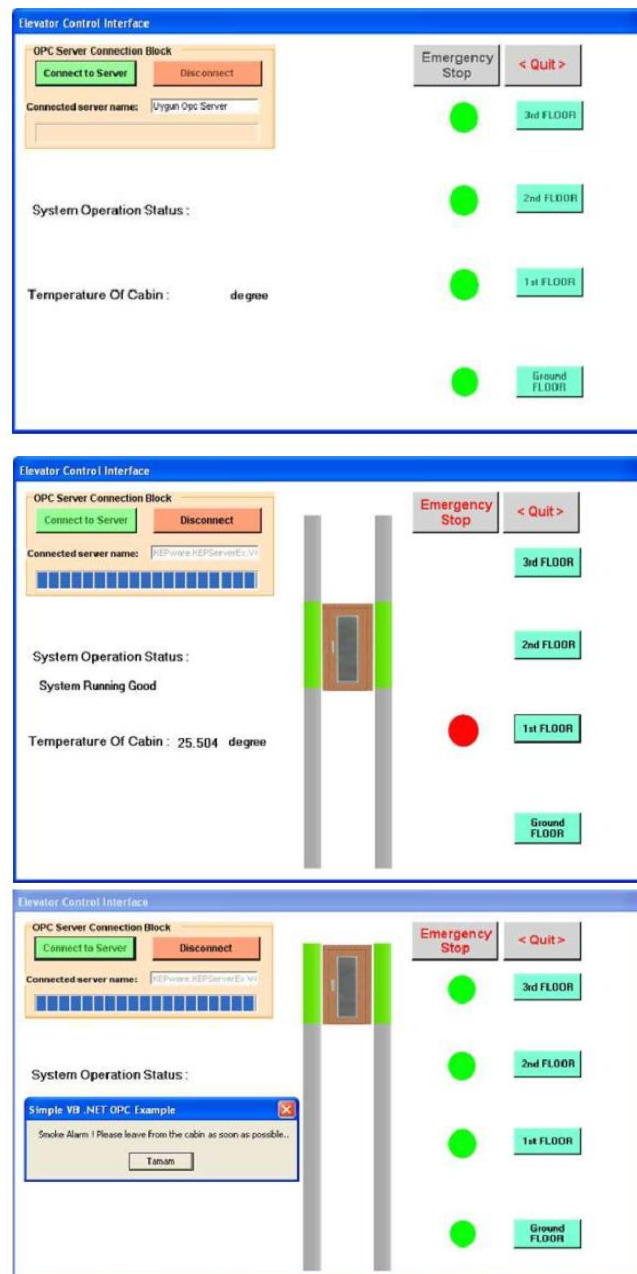 Elevator Control Interface
OPC Server Connection Block
Connect to Server Disconnect
Connected server name: Uygun Opc Server
Emergency Stop
< Quit >
3rd FLOOR
System Operation Status :
2nd FLOOR
Temperature Of Cabin : degree
1st FLOOR
Ground
FLOOR
Elevator Control Interface
OPC Server Connection Block
Connect to Server Disconnect
Connected server name: KEPware.KEPServerEx.V4
Emergency
Stop
< Quit >
3rd FLOOR
System Operation Status :
System Running Good
2nd FLOOR
Temperature Of Cabin : 25.504 degree
1st FLOOR
Ground
FLOOR
Elevator Control Interface
OPC Server Connection Block
Connect to Server Disconnect
Connected server name: KEPware.KEPServerEx.V4
Emergency
Stop
< Quit >
3rd FLOOR
System Operation Status :
2nd FLOOR
Simple VB .NET OPC Example
Smoke Alarm ! Please leave from the cabin as soon as possible..
Tamam
1st FLOOR
Ground
FLOOR